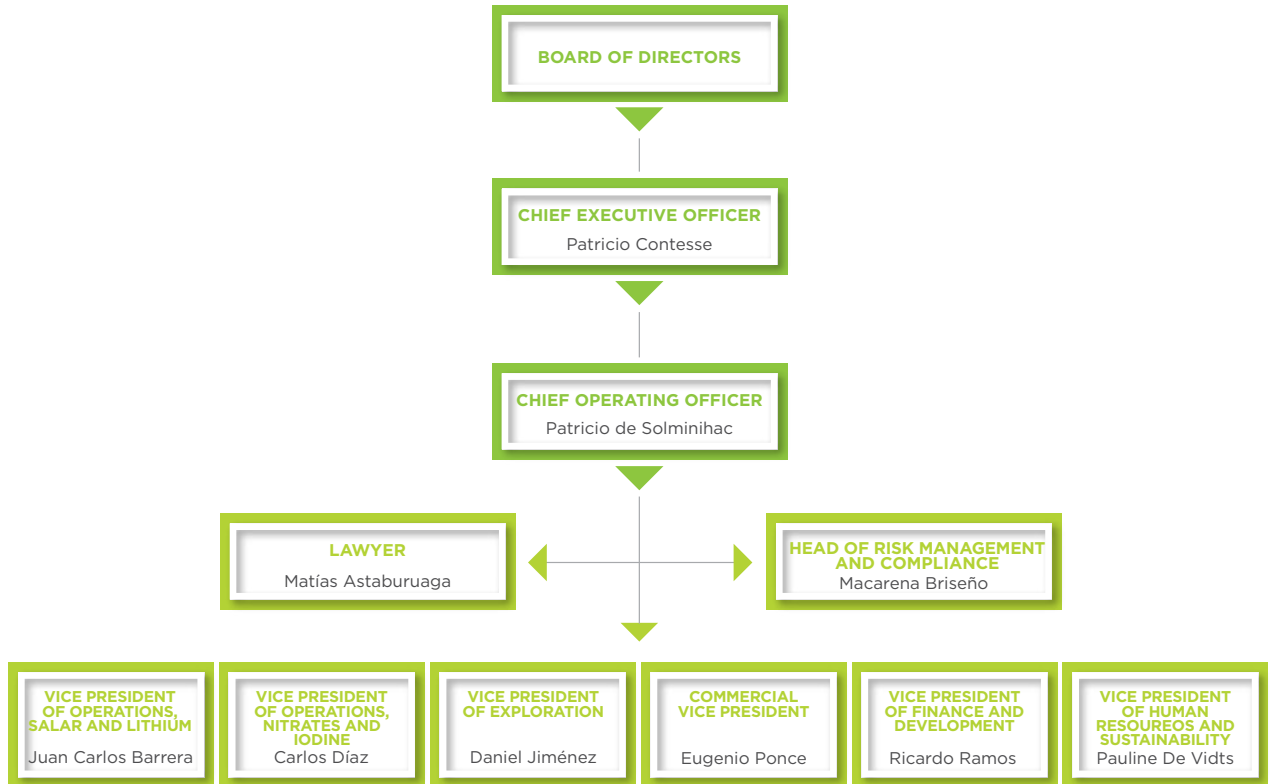 BOARD OF DIRECTORS
CHIEF EXECUTIVE OFFICER
Patricio Contesse
CHIEF OPERATING OFFICER
Patricio de Solminihac
LAWYER
Matías Astaburuaga
HEAD OF RISK MANAGEMENT
AND COMPLIANCE
Macarena Briseño
VICE PRESIDENT
OF OPERATIONS,
SALAR AND LITHIUM
Juan Carlos Barrera
VICE PRESIDENT
OF OPERATIONS,
NITRATES AND
IODINE
Carlos Díaz
VICE PRESIDENT
OF EXPLORATION
Daniel Jiménez
COMMERCIAL
VICE PRESIDENT
Eugenio Ponce
VICE PRESIDENT
OF FINANCE AND
DEVELOPMENT
Ricardo Ramos
VICE PRESIDENT
OF HUMAN
RESOUREOS AND
SUSTAINABILITY
Pauline De Vidts